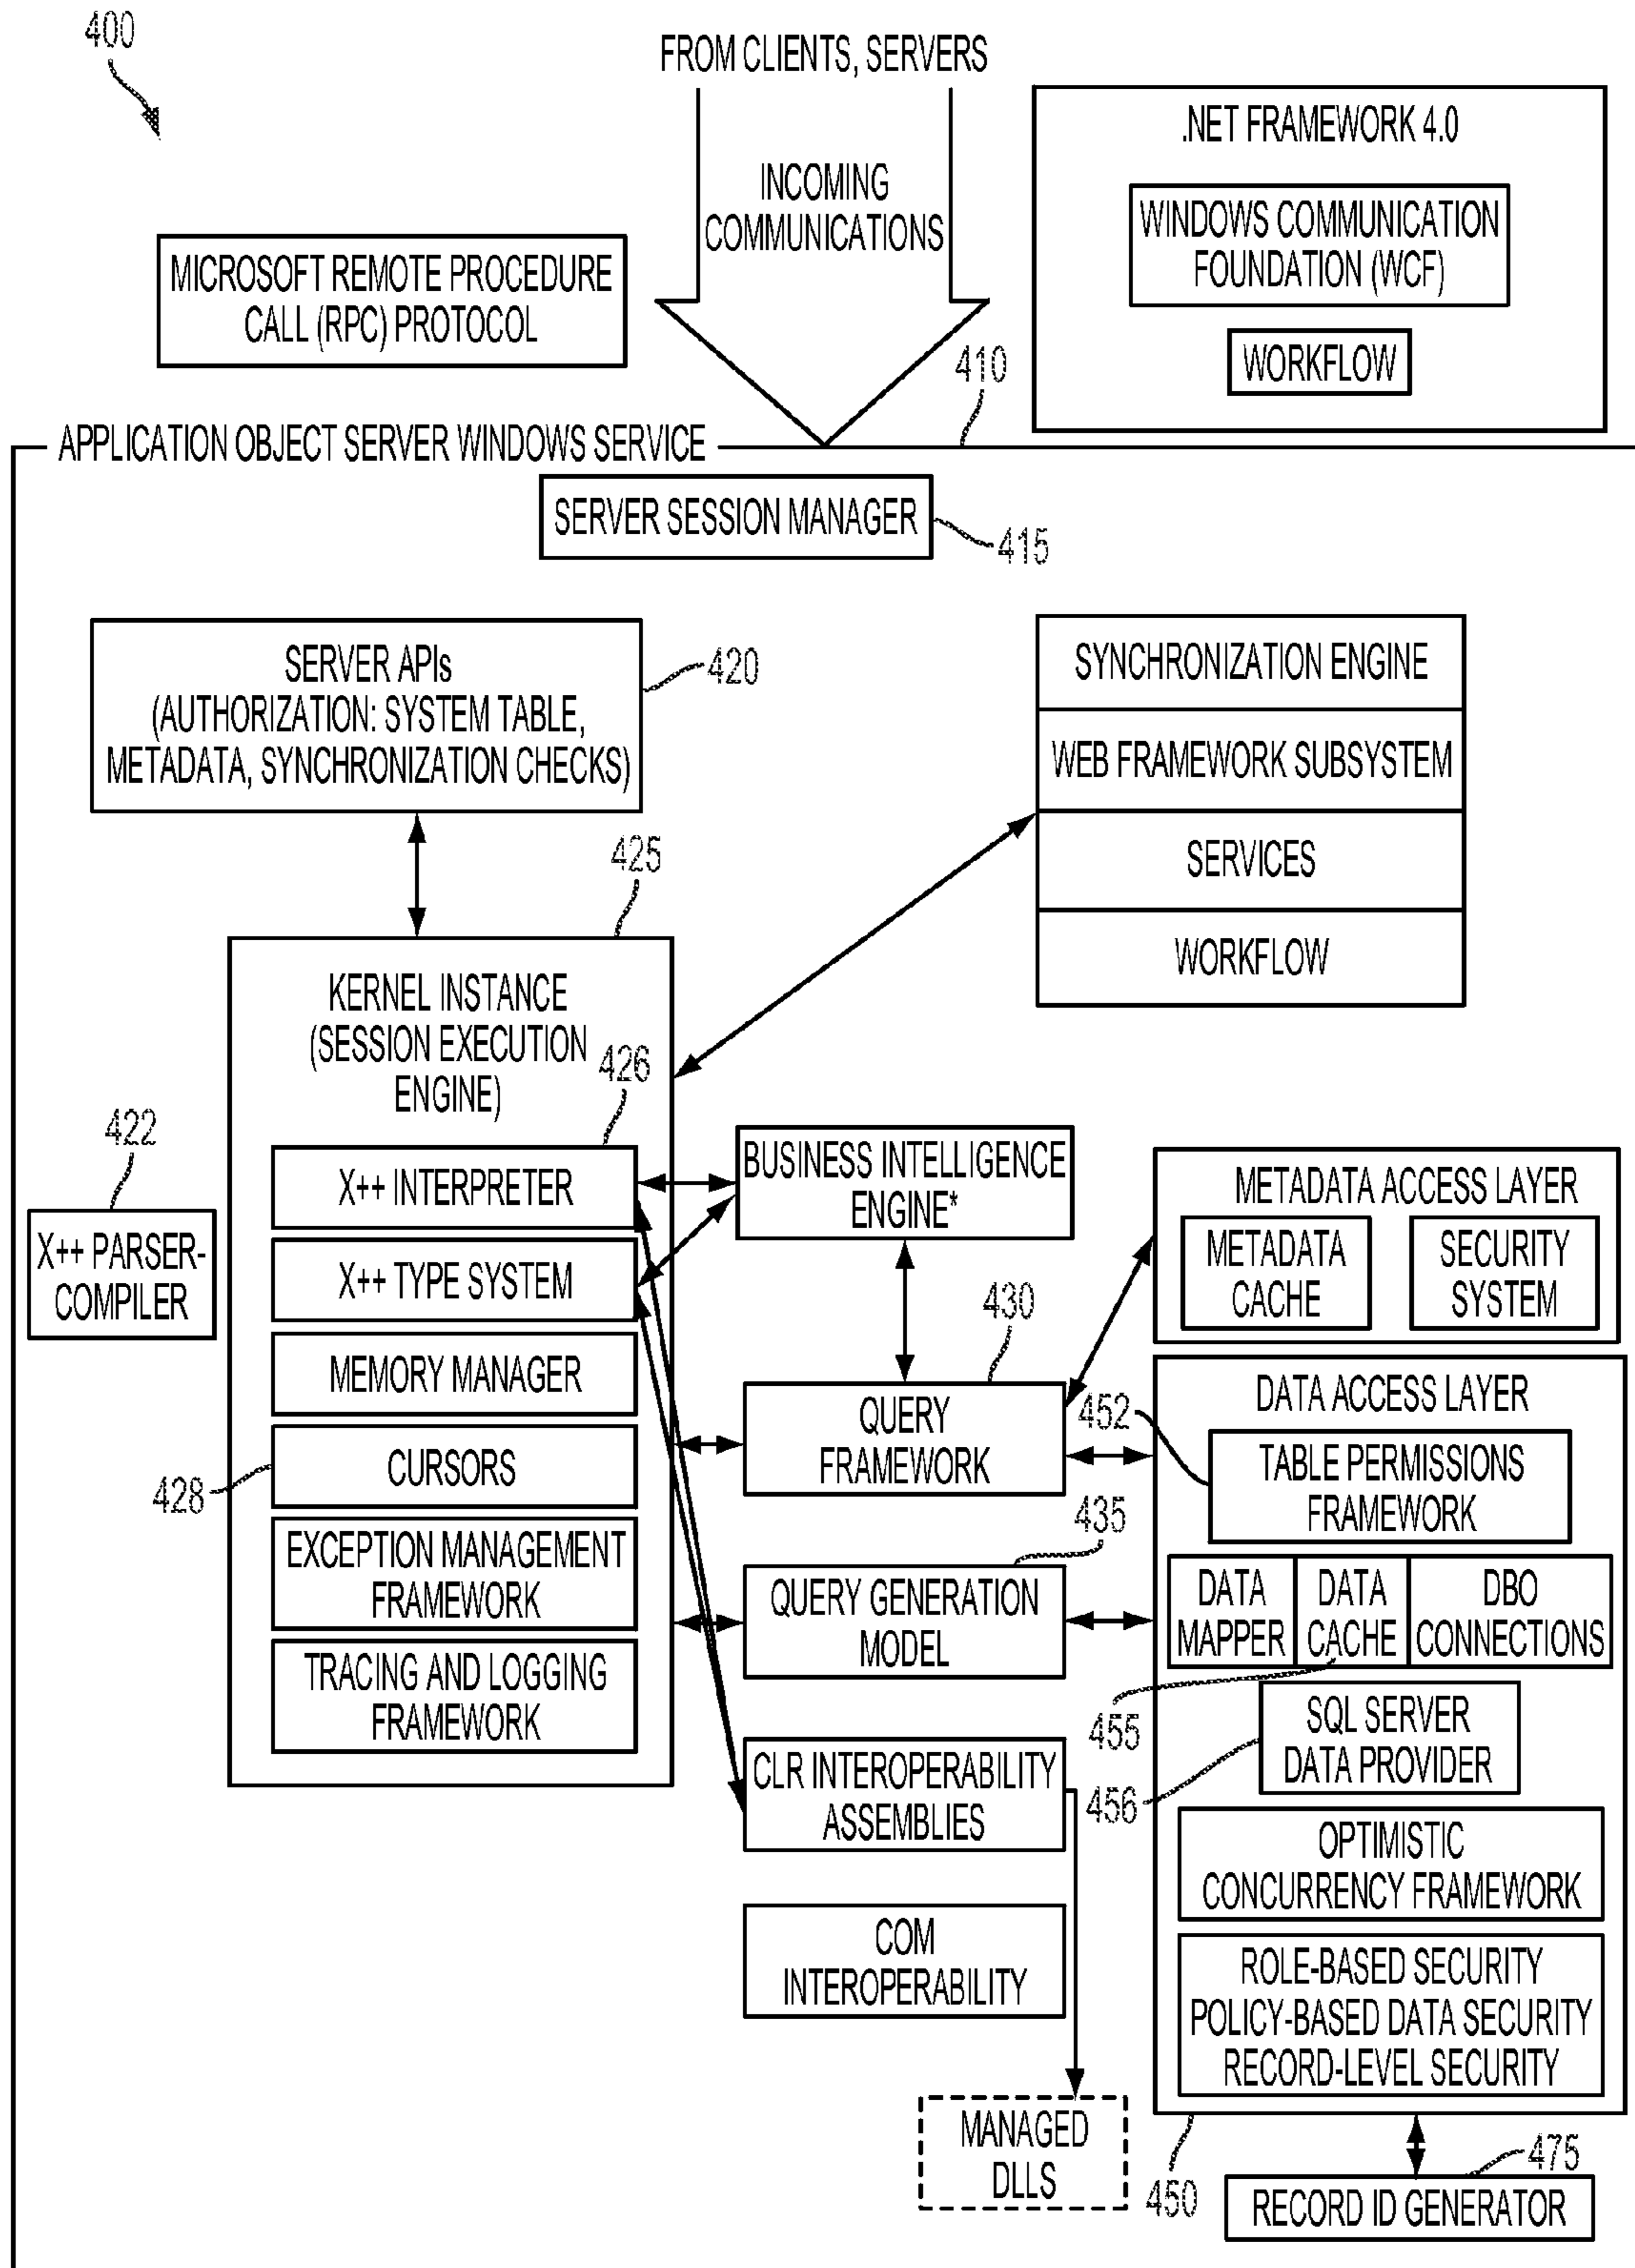 400
FROM CLIENTS, SERVERS
INCOMING
COMMUNICATIONS
.NET FRAMEWORK 4.0
WINDOWS COMMUNICATION
FOUNDATION (WCF)
WORKFLOW
MICROSOFT REMOTE PROCEDURE
CALL (RPC) PROTOCOL
410
APPLICATION OBJECT SERVER WINDOWS SERVICE
SERVER SESSION MANAGER
415
SERVER APIs
(AUTHORIZATION: SYSTEM TABLE,
METADATA, SYNCHRONIZATION CHECKS)
420
SYNCHRONIZATION ENGINE
WEB FRAMEWORK SUBSYSTEM
SERVICES
WORKFLOW
425
KERNEL INSTANCE
(SESSION EXECUTION
ENGINE)
426
422
X++ PARSER-
COMPILER
X++ INTERPRETER
X++ TYPE SYSTEM
MEMORY MANAGER
CURSORS
428
EXCEPTION MANAGEMENT
FRAMEWORK
TRACING AND LOGGING
FRAMEWORK
BUSINESS INTELLIGENCE
ENGINE*
430
QUERY
FRAMEWORK
435
QUERY GENERATION
MODEL
CLR INTEROPERABILITY
ASSEMBLIES
COM
INTEROPERABILITY
MANAGED
DLLS
METADATA ACCESS LAYER
METADATA
CACHE
SECURITY
SYSTEM
DATA ACCESS LAYER
452
TABLE PERMISSIONS
FRAMEWORK
DATA
MAPPER
DATA
CACHE
DBO
CONNECTIONS
455
SQL SERVER
DATA PROVIDER
456
OPTIMISTIC
CONCURRENCY FRAMEWORK
ROLE-BASED SECURITY
POLICY-BASED DATA SECURITY
RECORD-LEVEL SECURITY
450
475
RECORD ID GENERATOR